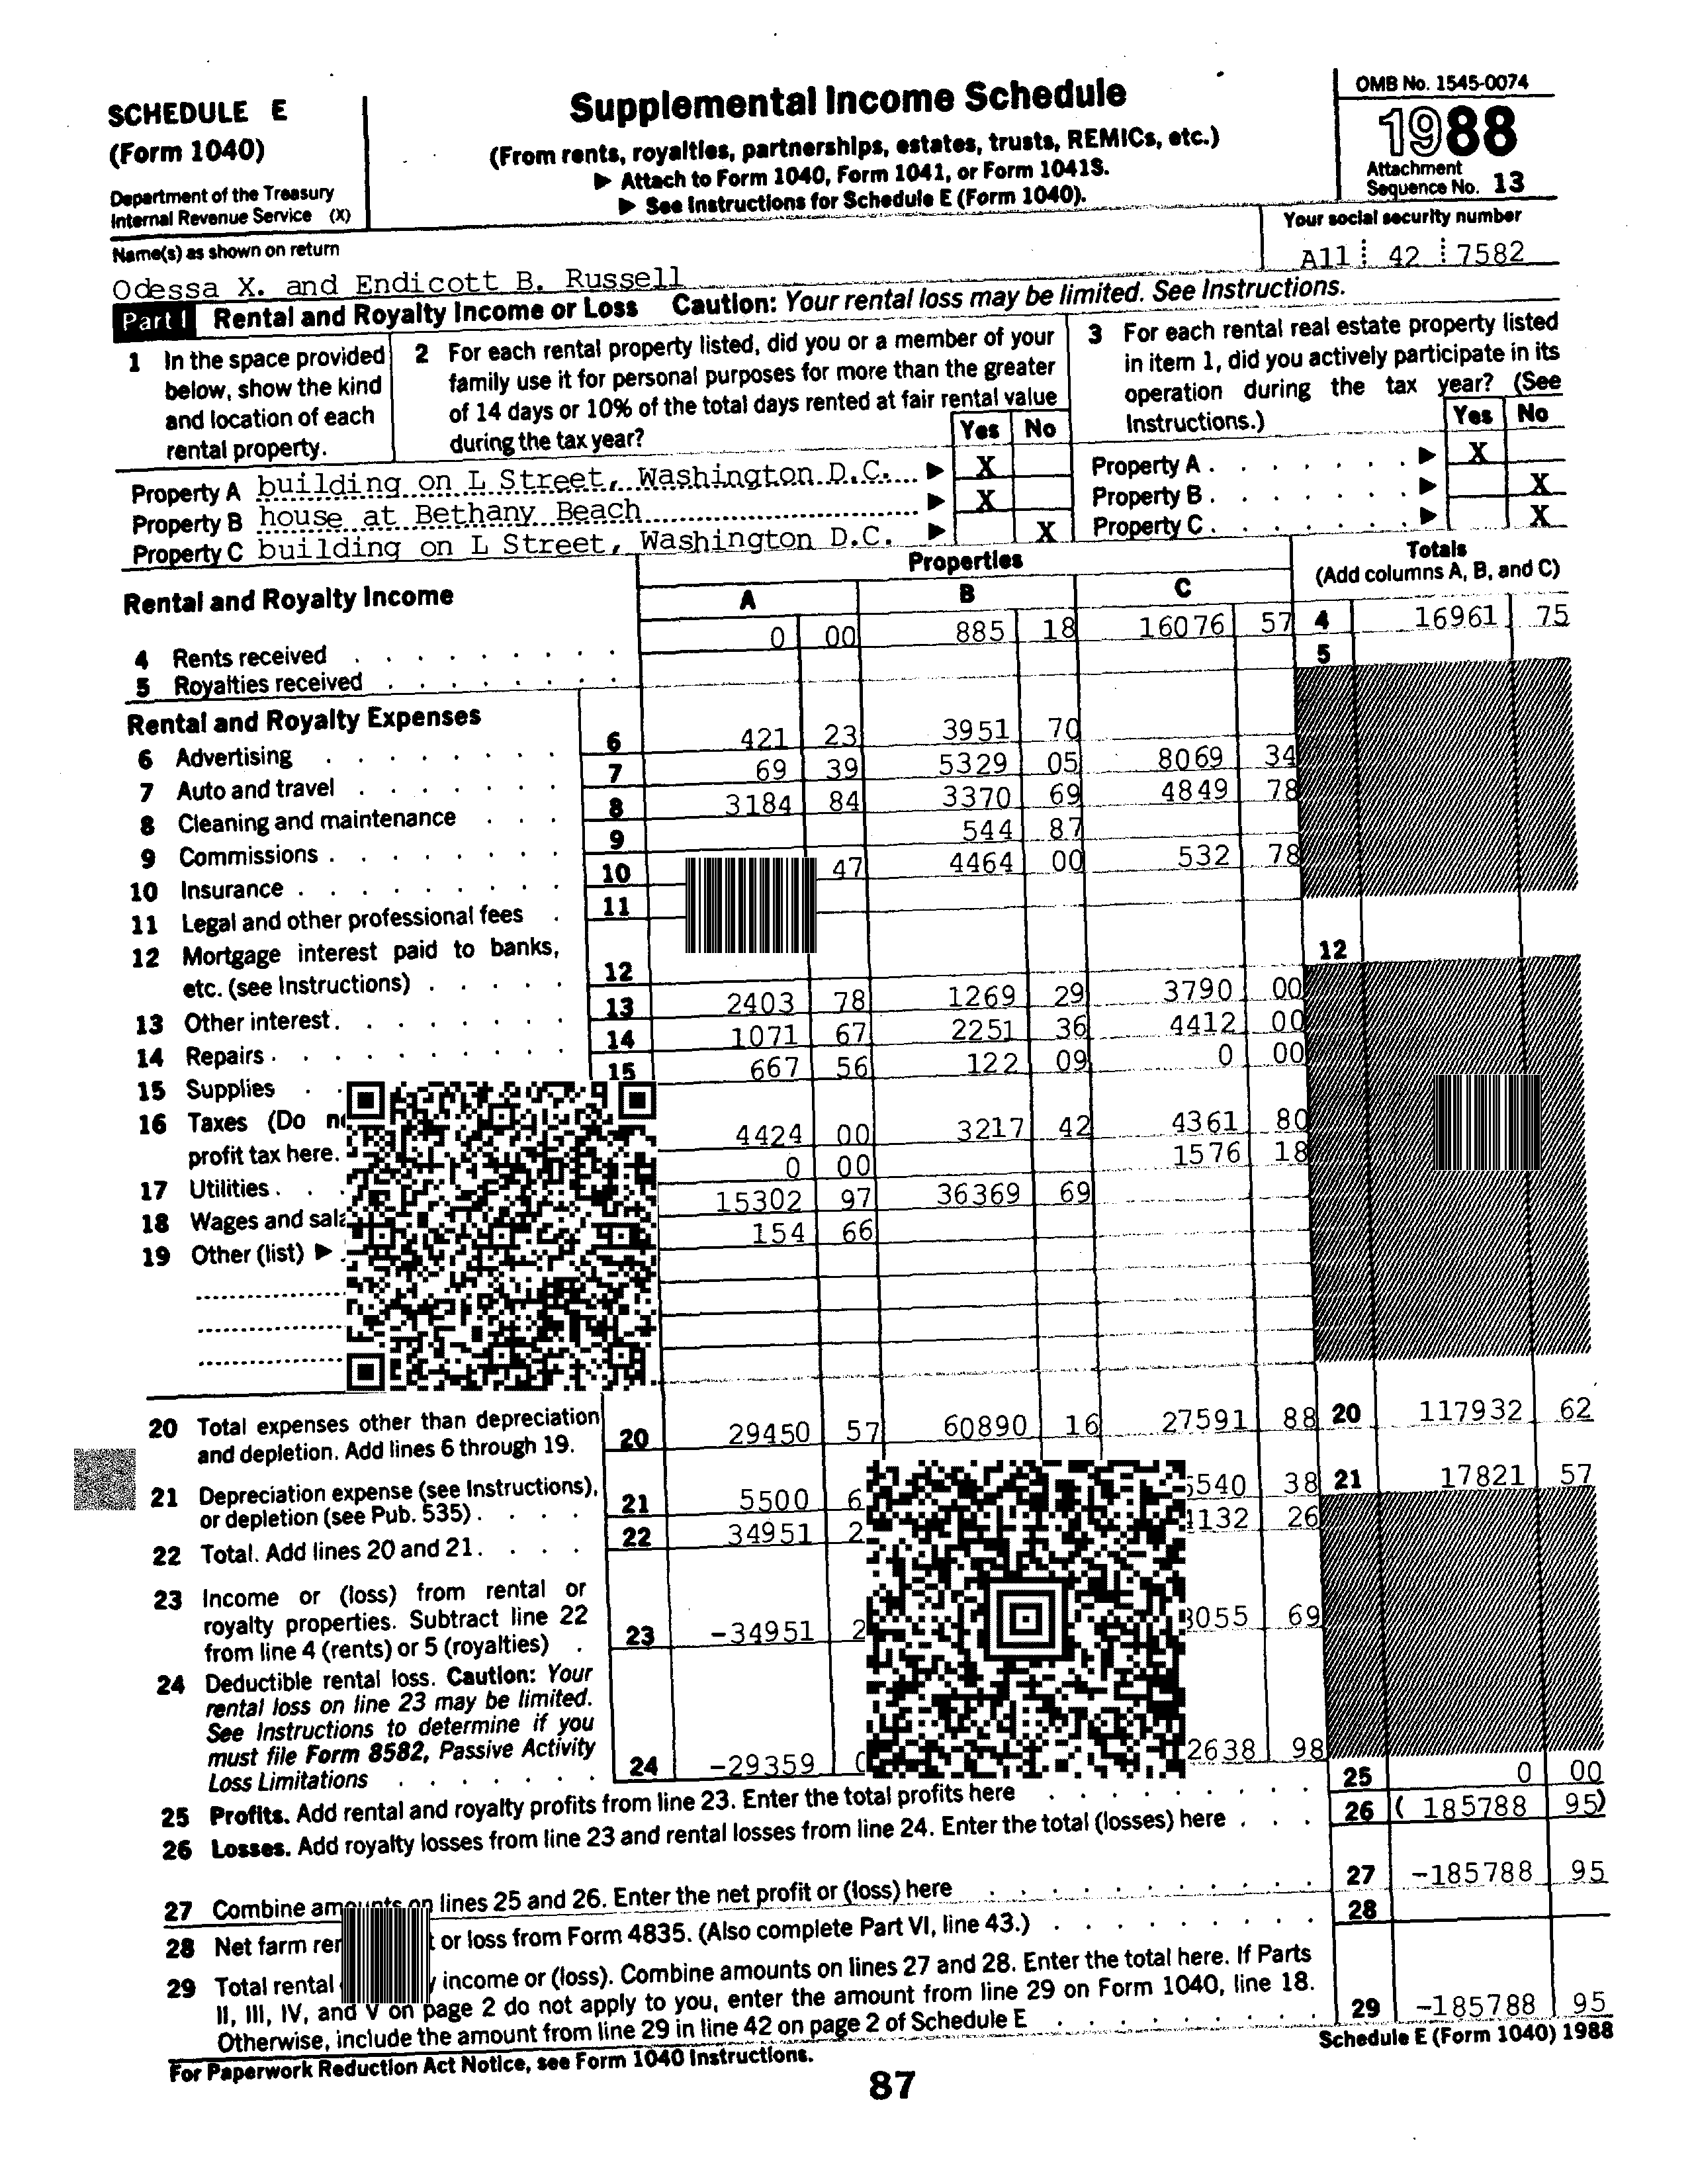 SCHEDULE E
(Form 1040)
Department of the Treasury
Internal Revenue Service (X)
Supplemental Income Schedule
(From rents, royalties, partnerships, estates, trusts, REMICs, etc.)
▶ Attach to Form 1040, Form 1041, or Form 1041S.
▶ See Instructions for Schedule E (Form 1040).
OMB No. 1545-0074
1988
Attachment
Sequence No. 13
Name(s) as shown on return
Odessa X. and Endicott B. Russell
Your social security number
A11 42 7582
Part I Rental and Royalty Income or Loss Caution: Your rental loss may be limited. See Instructions.
1 In the space provided
below, show the kind
and location of each
rental property.
2 For each rental property listed, did you or a member of your
family use it for personal purposes for more than the greater
of 14 days or 10% of the total days rented at fair rental value
during the tax year?
Yes No
3 For each rental real estate property listed
in item 1, did you actively participate in its
operation during the tax year? (See
Instructions.)
Yes No
Property A building on L Street, Washington D.C. ▶ X Property A ▶ X
Property B house at Bethany Beach ▶ X Property B ▶ X
Property C building on L Street, Washington D.C. ▶ X Property C ▶ X
Rental and Royalty Income
Properties
A B C
Totals
(Add columns A, B, and C)
4 Rents received 0 00 885 18 16076 57 4 16961 75
5 Royalties received 5
Rental and Royalty Expenses
6 Advertising 6 421 23 3951 70
7 Auto and travel 7 69 39 5329 05 8069 34
8 Cleaning and maintenance 8 3184 84 3370 69 4849 78
9 Commissions 9 544 87
10 Insurance 10 47 4464 00 532 78
11 Legal and other professional fees 11
12 Mortgage interest paid to banks,
etc. (see Instructions) 12 12
13 Other interest 13 2403 78 1269 29 3790 00
14 Repairs 14 1071 67 2251 36 4412 00
15 Supplies 15 667 56 122 09 0 00
16 Taxes (Do
profit tax here. 4424 00 3217 42 4361 80
17 Utilities 0 00 1576 18
18 Wages and 15302 97 36369 69
19 Other (list) ▶ 154 66
20 Total expenses other than depreciation
and depletion. Add lines 6 through 19. 20 29450 57 60890 16 27591 88 20 117932 62
21 Depreciation expense (see Instructions),
or depletion (see Pub. 535) 21 5500 38 21 17821 57
22 Total. Add lines 20 and 21. 22 34951 26
23 Income or (loss) from rental or
royalty properties. Subtract line 22
from line 4 (rents) or 5 (royalties) 23 -34951 69
24 Deductible rental loss. Caution: Your
rental loss on line 23 may be limited.
See Instructions to determine if you
must file Form 8582, Passive Activity
Loss Limitations 24 -29359 98
25 Profits. Add rental and royalty profits from line 23. Enter the total profits here 25 0 00
26 Losses. Add royalty losses from line 23 and rental losses from line 24. Enter the total (losses) here 26 ( 185788 95)
27 Combine amounts on lines 25 and 26. Enter the net profit or (loss) here 27 -185788 95
28 Net farm or loss from Form 4835. (Also complete Part VI, line 43.) 28
29 Total rental income or (loss). Combine amounts on lines 27 and 28. Enter the total here. If Parts
II, III, IV, and V on page 2 do not apply to you, enter the amount from line 29 on Form 1040, line 18.
Otherwise, include the amount from line 29 in line 42 on page 2 of Schedule E 29 -185788 95
For Paperwork Reduction Act Notice, see Form 1040 Instructions.
Schedule E (Form 1040) 1988
87